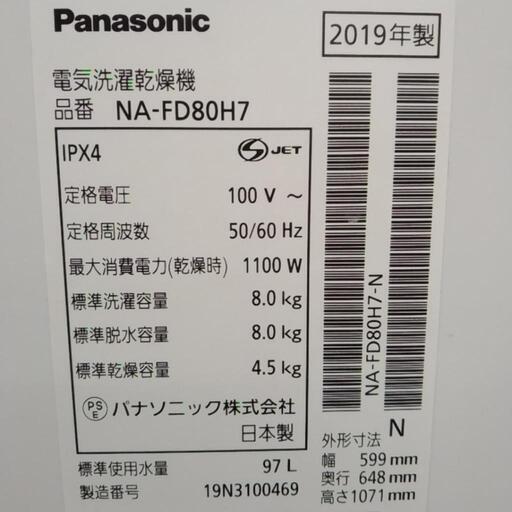 Panasonic
2019年製
電気洗濯乾燥機
品番 NA-FD80H7
IPX4 S JET
定格電圧 100 V ～
定格周波数 50/60 Hz
最大消費電力(乾燥時) 1100 W
標準洗濯容量 8.0 kg
標準脱水容量 8.0 kg
標準乾燥容量 4.5 kg
PS E パナソニック株式会社
日本製
標準使用水量 97 L
製造番号 19N3100469
NA-FD80H7-N
N
外形寸法
幅 599 mm
奥行 648 mm
高さ1071 mm